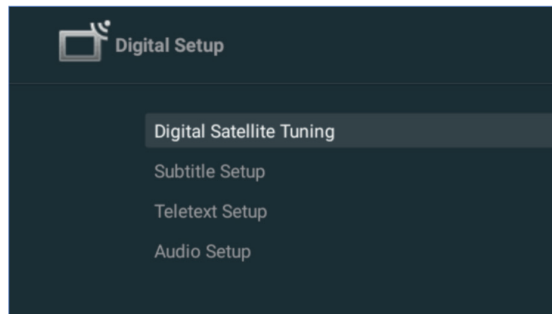 Digital Setup
Digital Satellite Tuning
Subtitle Setup
Teletext Setup
Audio Setup